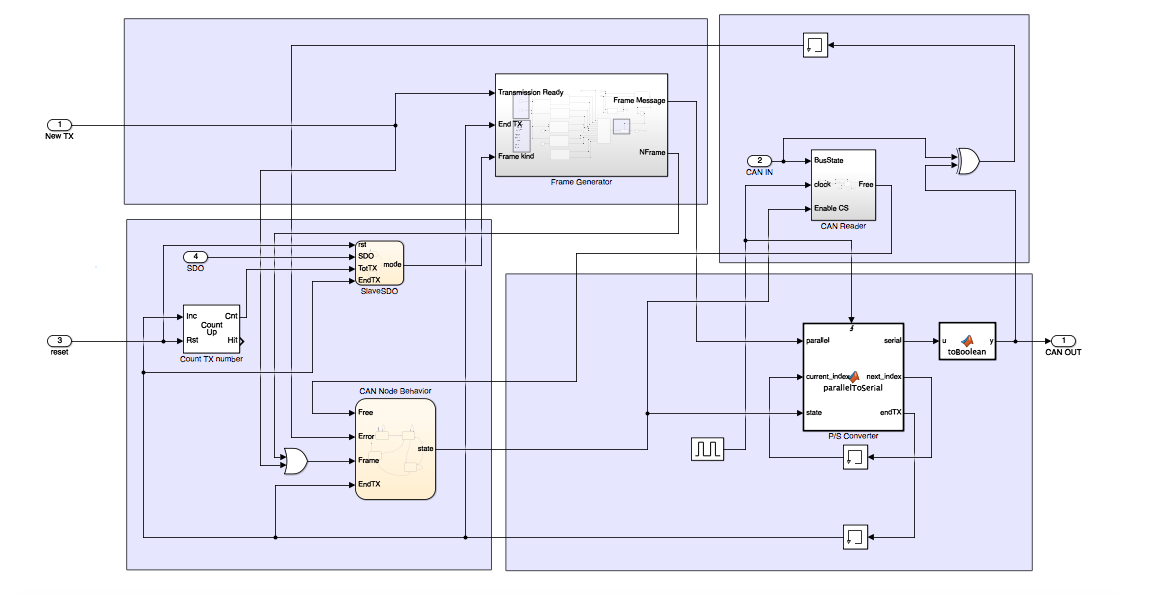 Transmission Ready
Frame Message
1
End TX
New TX
NFrame
Frame kind
Frame Generator
2
BusState
CAN IN
clock
Free
Enable CS
CAN Reader
rst
4
SDO
SDO
mode
TotTX
EndTX
SlaveSDO
Inc
Cnt
Count
Up
3
Rst
Hit
reset
Count TX number
parallel
serial
u
y
1
toBoolean
CAN OUT
current_index
next_index
parallelToSerial
state
endTX
P/S Converter
CAN Node Behavior
Free
Error
state
Frame
EndTX